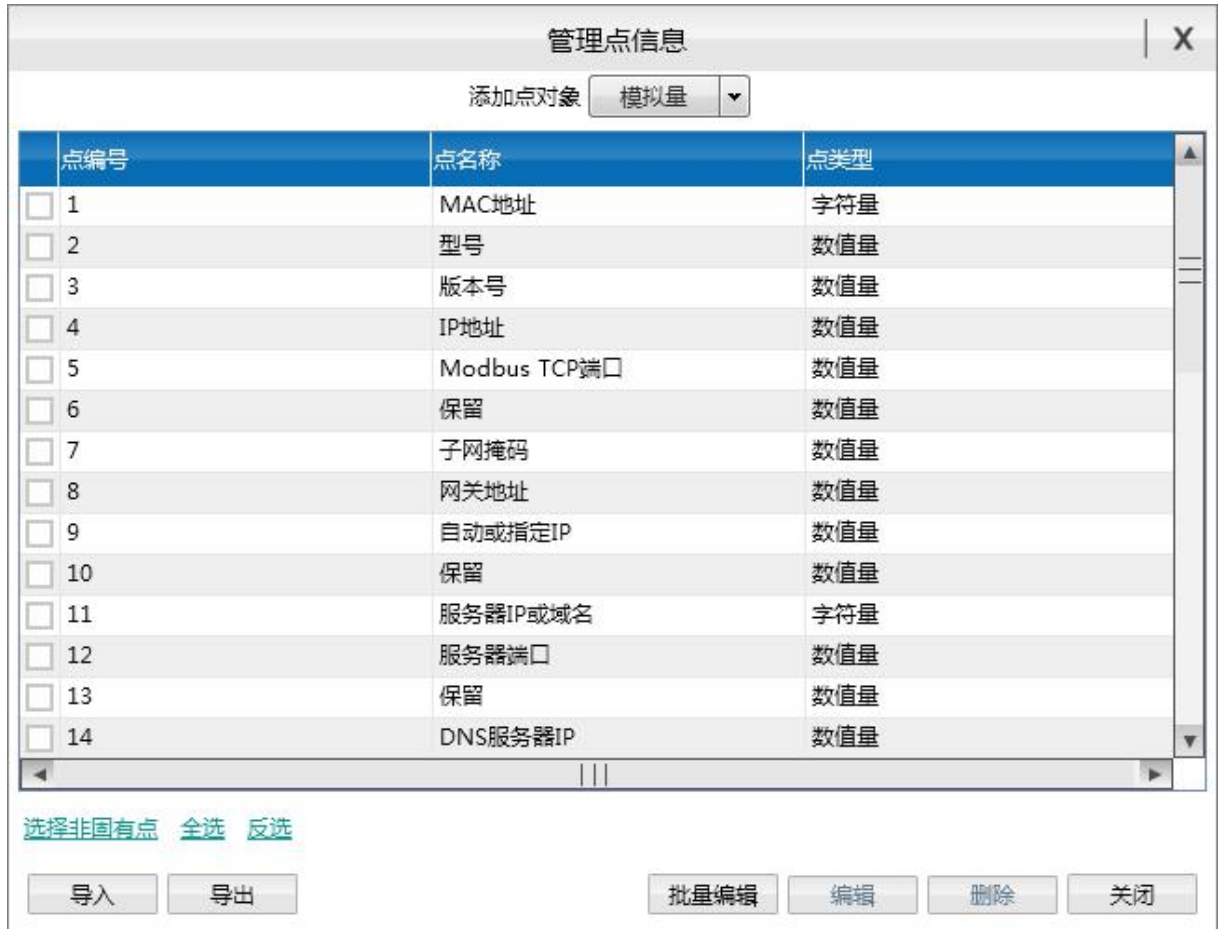 管理点信息 X
添加点对象 模拟量
点编号 点名称 点类型
1 MAC地址 字符量
2 型号 数值量
3 版本号 数值量
4 IP地址 数值量
5 Modbus TCP端口 数值量
6 保留 数值量
7 子网掩码 数值量
8 网关地址 数值量
9 自动或指定IP 数值量
10 保留 数值量
11 服务器IP或域名 字符量
12 服务器端口 数值量
13 保留 数值量
14 DNS服务器IP 数值量
选择非固有点 全选 反选
导入 导出 批量编辑 编辑 删除 关闭